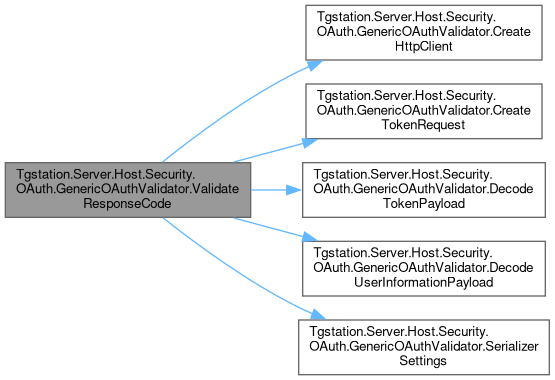 Tgstation.Server.Host.Security.
OAuth.GenericOAuthValidator.Validate
ResponseCode
Tgstation.Server.Host.Security.
OAuth.GenericOAuthValidator.Create
HttpClient
Tgstation.Server.Host.Security.
OAuth.GenericOAuthValidator.Create
TokenRequest
Tgstation.Server.Host.Security.
OAuth.GenericOAuthValidator.Decode
TokenPayload
Tgstation.Server.Host.Security.
OAuth.GenericOAuthValidator.Decode
UserInformationPayload
Tgstation.Server.Host.Security.
OAuth.GenericOAuthValidator.Serializer
Settings